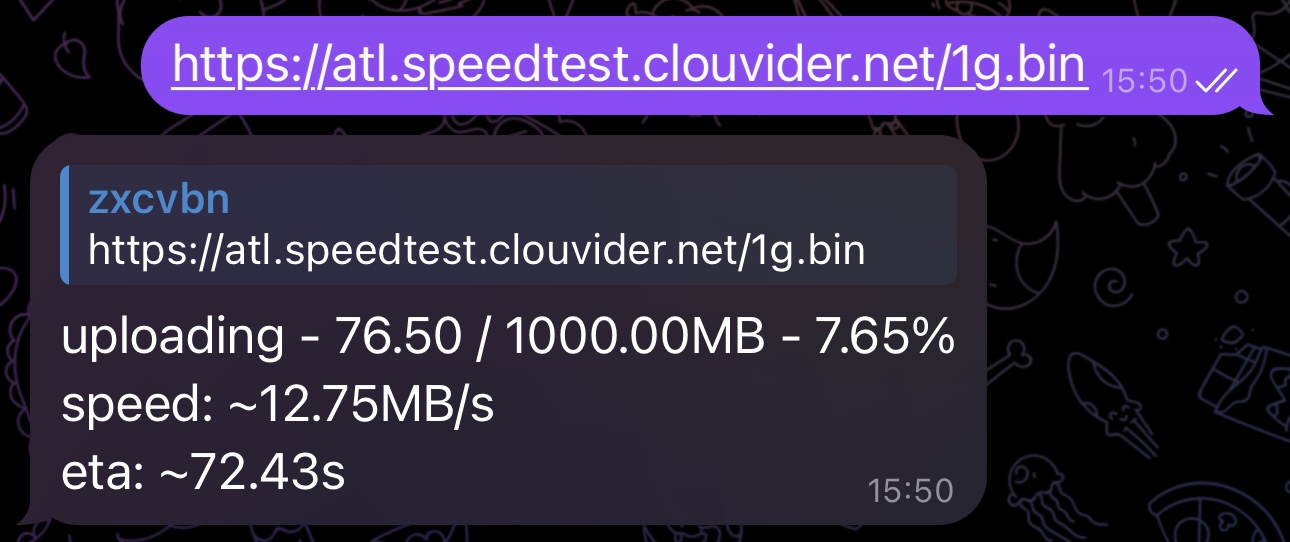 https://atl.speedtest.clouvider.net/1g.bin 15:50
zxcvbn
https://atl.speedtest.clouvider.net/1g.bin
uploading - 76.50 / 1000.00MB - 7.65%
speed: ~12.75MB/s
eta: ~72.43s
15:50